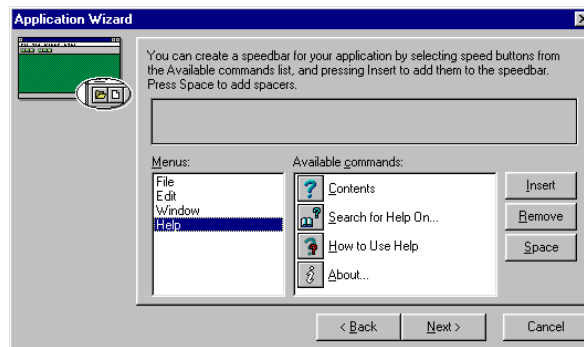 Application Wizard
You can create a speedbar for your application by selecting speed buttons from
the Available commands list, and pressing Insert to add them to the speedbar.
Press Space to add spacers.
Menus:
Available commands:
File
Edit
Window
Help
Contents
Search for Help On...
How to Use Help
About...
Insert
Remove
Space
< Back
Next >
Cancel